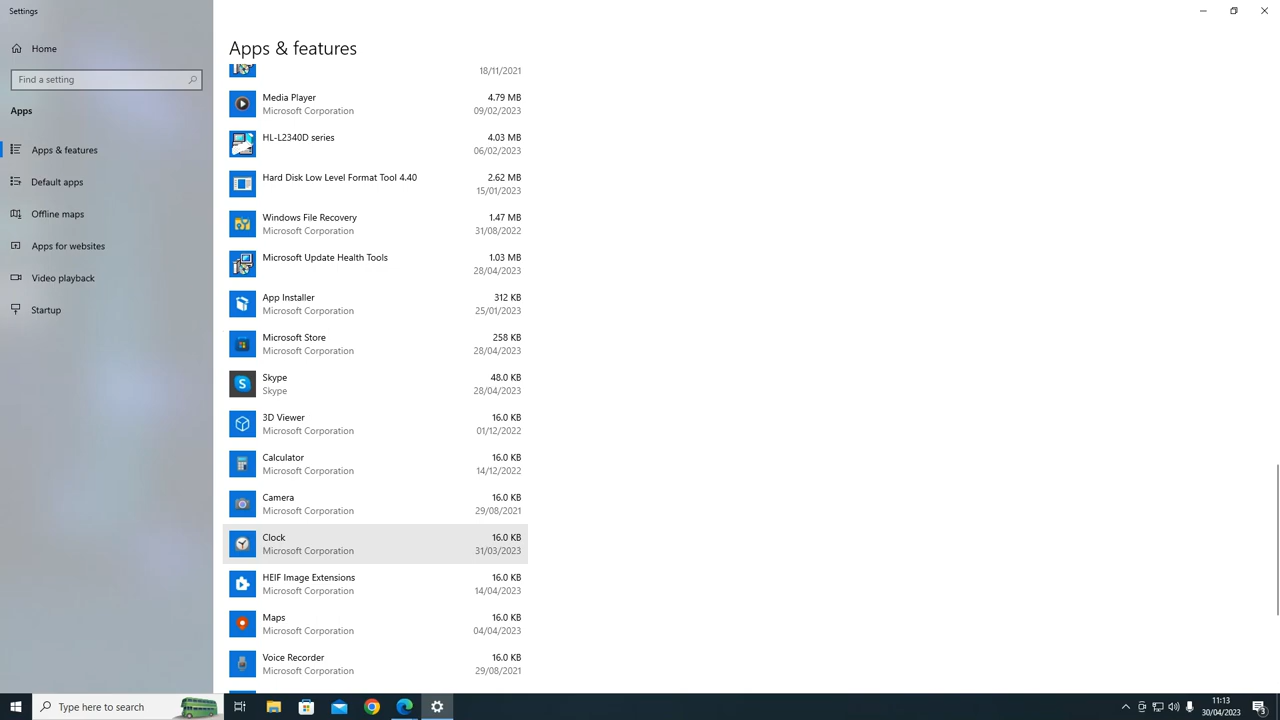 Settings
Home
Find a setting
Apps
Apps & features
Default apps
Offline maps
Apps for websites
Video playback
Startup
Apps & features
18/11/2021
Media Player 4.79 MB
Microsoft Corporation 09/02/2023
HL-L2340D series 4.03 MB
06/02/2023
Hard Disk Low Level Format Tool 4.40 2.62 MB
15/01/2023
Windows File Recovery 1.47 MB
Microsoft Corporation 31/08/2022
Microsoft Update Health Tools 1.03 MB
28/04/2023
App Installer 312 KB
Microsoft Corporation 25/01/2023
Microsoft Store 258 KB
Microsoft Corporation 28/04/2023
Skype 48.0 KB
Skype 28/04/2023
3D Viewer 16.0 KB
Microsoft Corporation 01/12/2022
Calculator 16.0 KB
Microsoft Corporation 14/12/2022
Camera 16.0 KB
Microsoft Corporation 29/08/2021
Clock 16.0 KB
Microsoft Corporation 31/03/2023
HEIF Image Extensions 16.0 KB
Microsoft Corporation 14/04/2023
Maps 16.0 KB
Microsoft Corporation 04/04/2023
Voice Recorder 16.0 KB
Microsoft Corporation 29/08/2021
Type here to search
11:13
30/04/2023
3